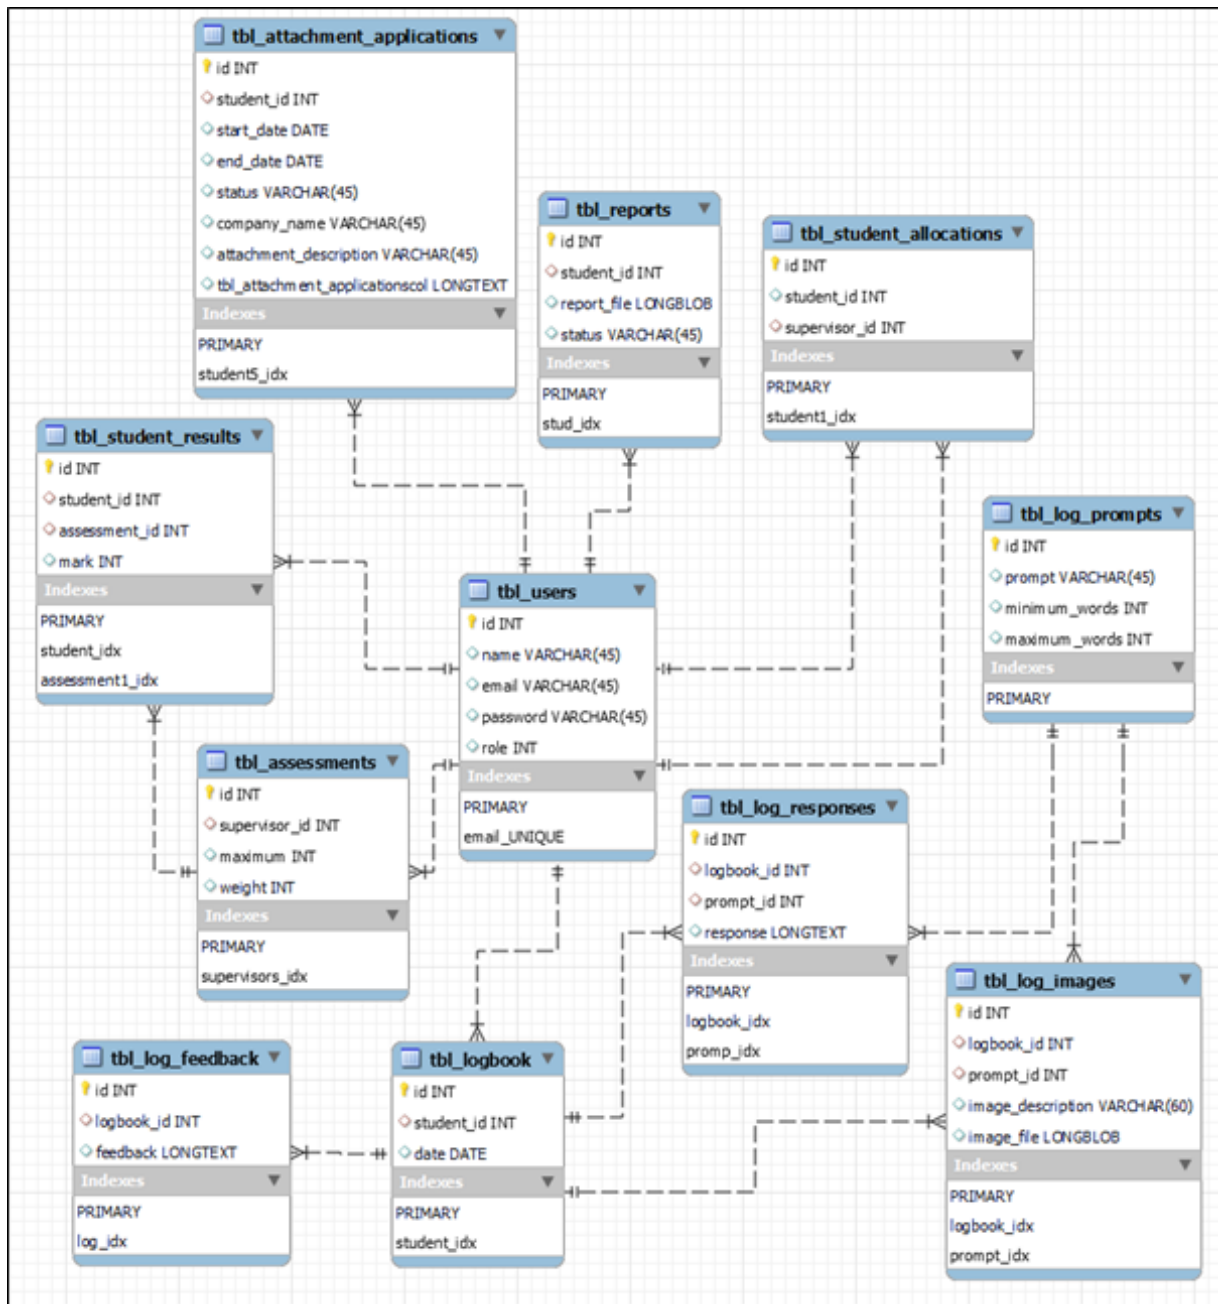 tbl_attachment_applications
id INT
student_id INT
start_date DATE
end_date DATE
status VARCHAR(45)
company_name VARCHAR(45)
attachment_description VARCHAR(45)
tbl_attachment_applicationscol LONGTEXT
Indexes
PRIMARY
student5_idx
tbl_reports
id INT
student_id INT
report_file LONGBLOB
status VARCHAR(45)
Indexes
PRIMARY
stud_idx
tbl_student_allocations
id INT
student_id INT
supervisor_id INT
Indexes
PRIMARY
student1_idx
tbl_student_results
id INT
student_id INT
assessment_id INT
mark INT
Indexes
PRIMARY
student_idx
assessment1_idx
tbl_users
id INT
name VARCHAR(45)
email VARCHAR(45)
password VARCHAR(45)
role INT
Indexes
PRIMARY
email_UNIQUE
tbl_log_prompts
id INT
prompt VARCHAR(45)
minimum_words INT
maximum_words INT
Indexes
PRIMARY
tbl_assessments
id INT
supervisor_id INT
maximum INT
weight INT
Indexes
PRIMARY
supervisors_idx
tbl_log_responses
id INT
logbook_id INT
prompt_id INT
response LONGTEXT
Indexes
PRIMARY
logbook_idx
promp_idx
tbl_log_images
id INT
logbook_id INT
prompt_id INT
image_description VARCHAR(60)
image_file LONGBLOB
Indexes
PRIMARY
logbook_idx
prompt_idx
tbl_log_feedback
id INT
logbook_id INT
feedback LONGTEXT
Indexes
PRIMARY
log_idx
tbl_logbook
id INT
student_id INT
date DATE
Indexes
PRIMARY
student_idx